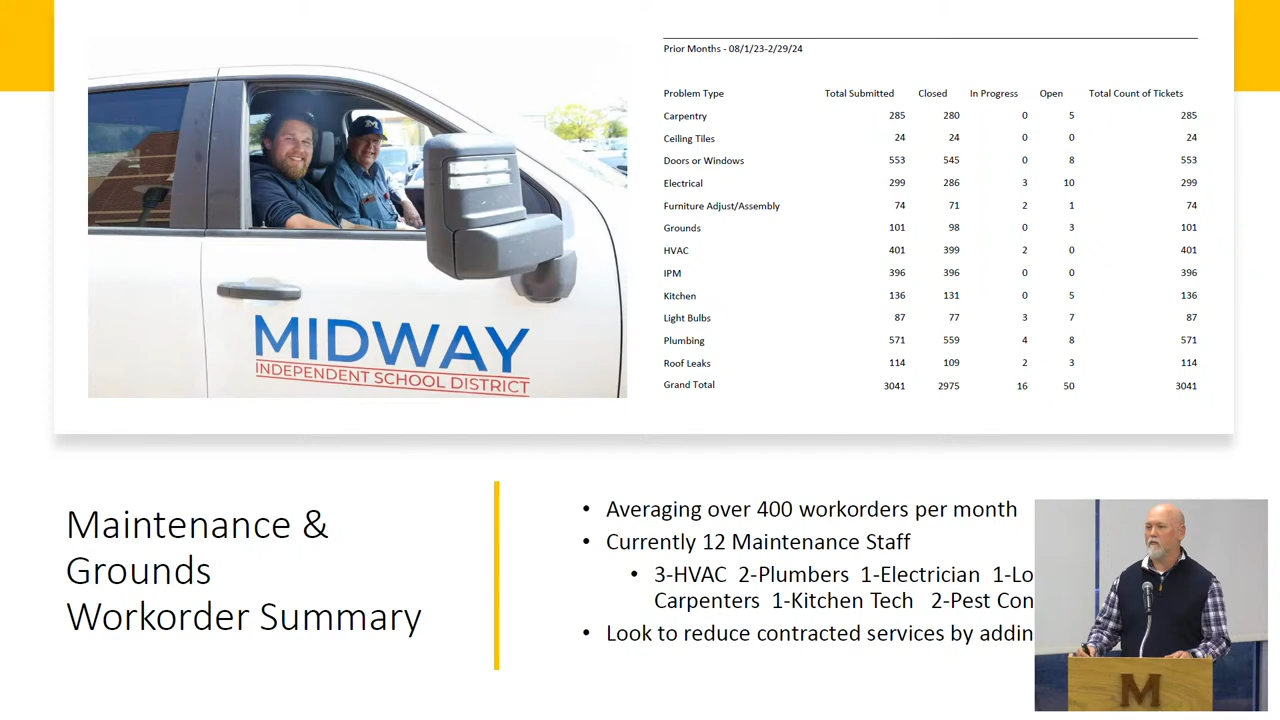 MIDWAY
INDEPENDENT SCHOOL DISTRICT
M
Prior Months - 08/1/23-2/29/24
Problem Type Total Submitted Closed In Progress Open Total Count of Tickets
Carpentry 285 280 0 5 285
Ceiling Tiles 24 24 0 0 24
Doors or Windows 553 545 0 8 553
Electrical 299 286 3 10 299
Furniture Adjust/Assembly 74 71 2 1 74
Grounds 101 98 0 3 101
HVAC 401 399 2 0 401
IPM 396 396 0 0 396
Kitchen 136 131 0 5 136
Light Bulbs 87 77 3 7 87
Plumbing 571 559 4 8 571
Roof Leaks 114 109 2 3 114
Grand Total 3041 2975 16 50 3041
Maintenance &
Grounds
Workorder Summary
• Averaging over 400 workorders per month
• Currently 12 Maintenance Staff
• 3-HVAC 2-Plumbers 1-Electrician 1-Lo
Carpenters 1-Kitchen Tech 2-Pest Con
• Look to reduce contracted services by addin
M